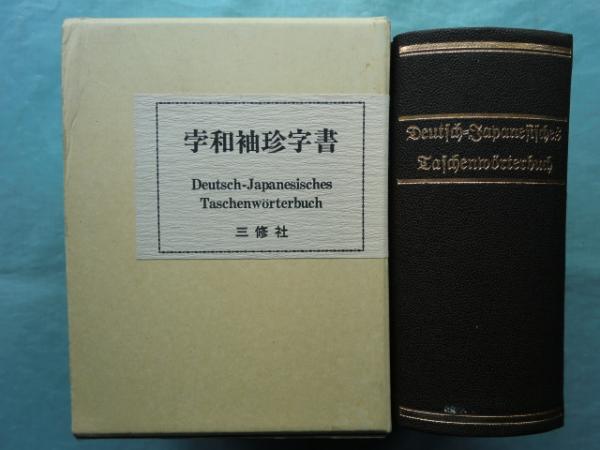 孛和袖珍字書
Deutsch-Japanesisches
Taschenwörterbuch
三修社
Deutsch-Japanesisches
Taschenwörterbuch